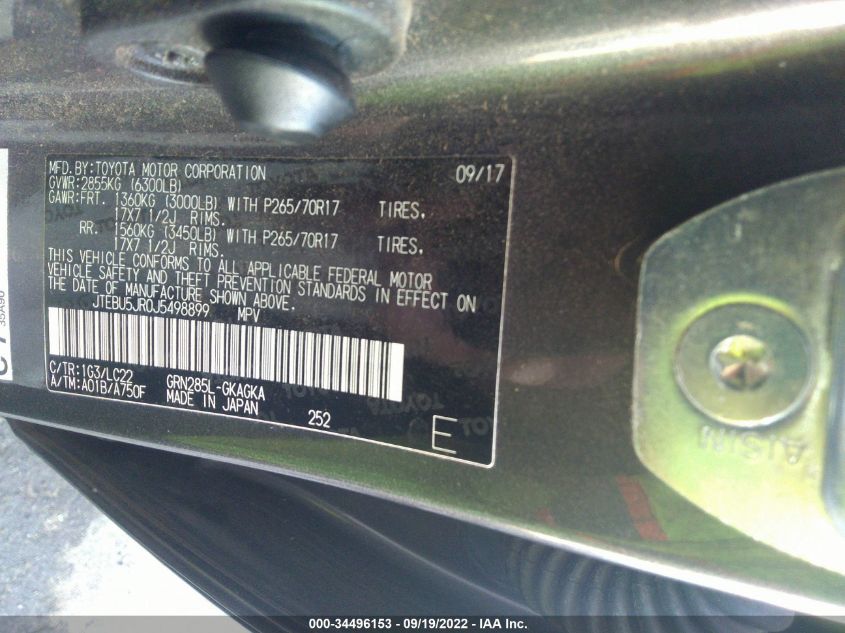 MFD.BY:TOYOTA MOTOR CORPORATION 09/17
GVWR:2855KG (6300LB)
GAWR:FRT. 1360KG (3000LB) WITH P265/70R17 TIRES,
17X7 1/2J RIMS.
RR. 1560KG (3450LB) WITH P265/70R17 TIRES,
17X7 1/2J RIMS.
THIS VEHICLE CONFORMS TO ALL APPLICABLE FEDERAL MOTOR
VEHICLE SAFETY AND THEFT PREVENTION STANDARDS IN EFFECT ON
THE DATE OF MANUFACTURE SHOWN ABOVE.
JTEBU5JR0J5498899 MPV
C/TR:1G3/LC22 GRN285L-GKAGKA
A/TM:A01B/A750F MADE IN JAPAN 252
E
35A90
AISIN
TOYOTA
000-34496153 - 09/19/2022 - IAA Inc.